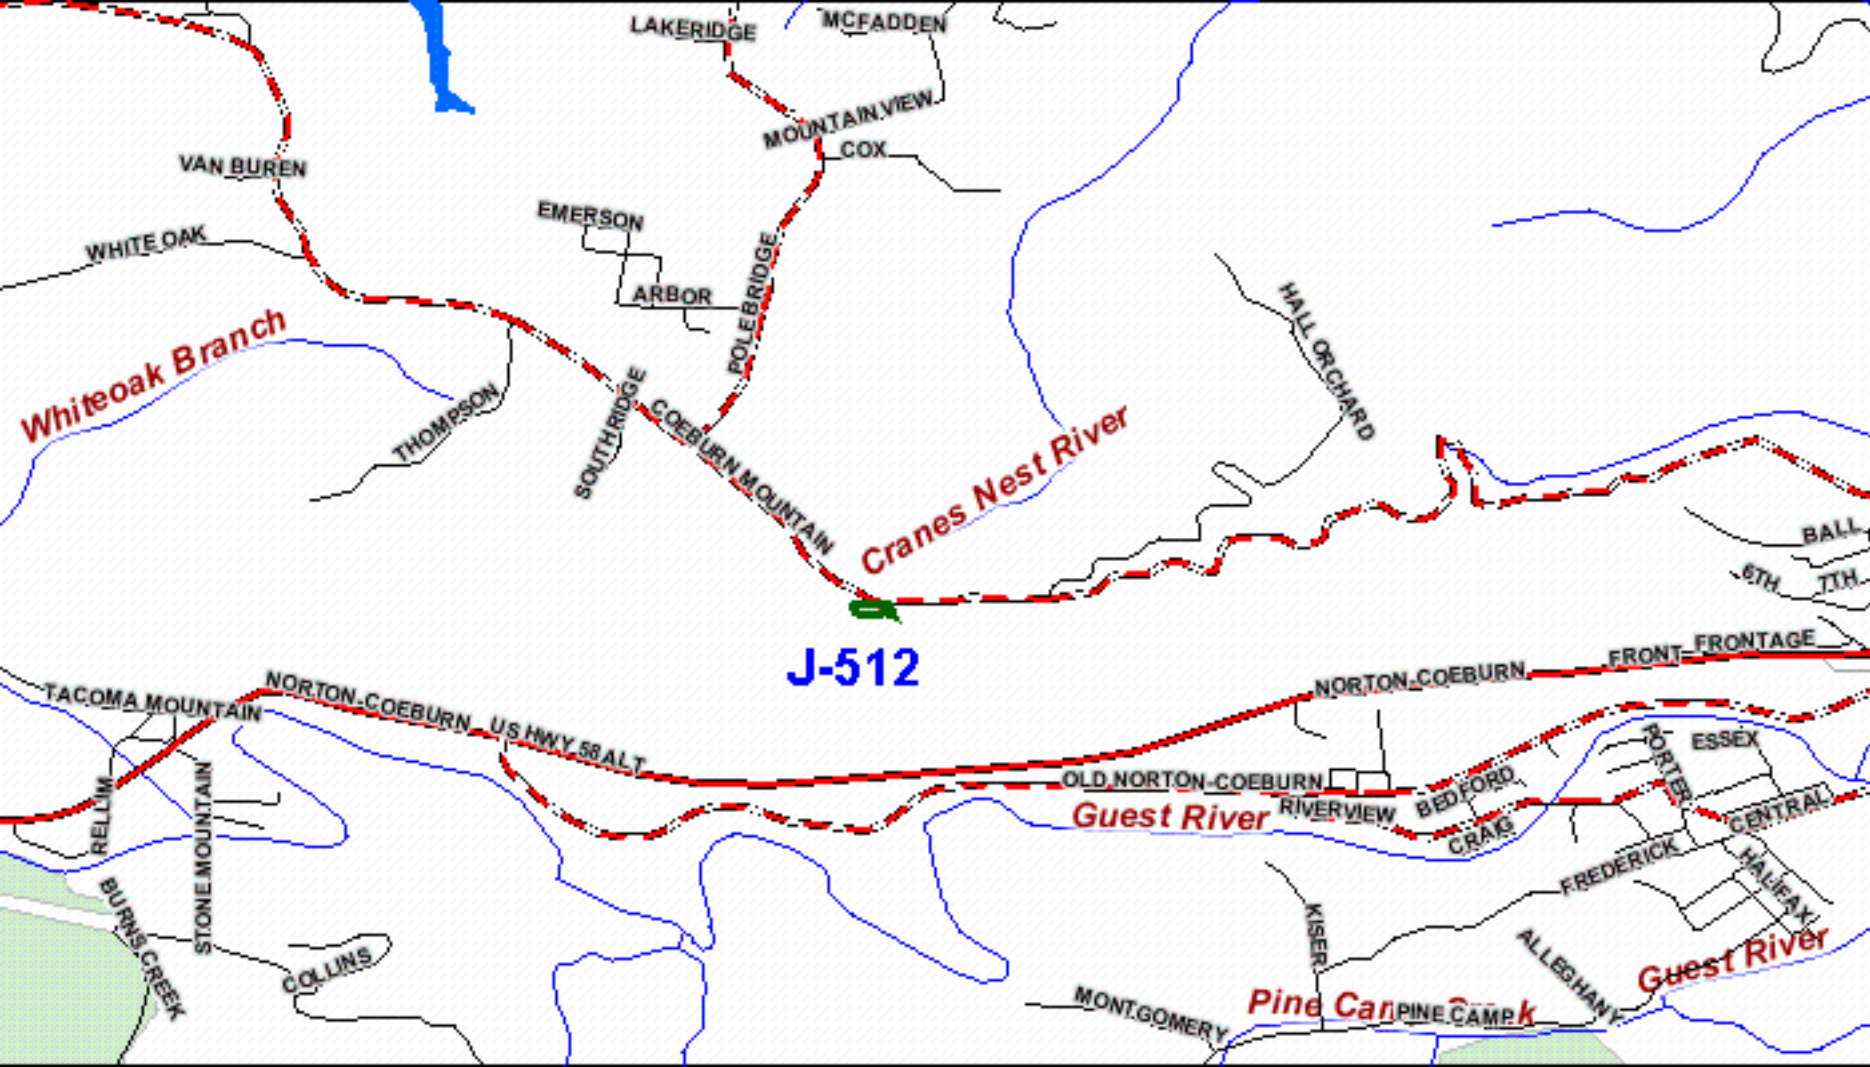 LAKERIDGE
MCFADDEN
MOUNTAIN VIEW
COX
VAN BUREN
EMERSON
WHITE OAK
POLEBRIDGE
ARBOR
HALL ORCHARD
Whiteoak Branch
THOMPSON
SOUTHRIDGE
COEBURN MOUNTAIN
Cranes Nest River
BALL
6TH
7TH
J-512
FRONT FRONTAGE
NORTON-COEBURN
TACOMA MOUNTAIN
NORTON-COEBURN
US HWY 58 ALT
PORTER
ESSEX
OLD NORTON-COEBURN
BEDFORD
RIVERVIEW
Guest River
CENTRAL
CRAIG
RELLIM
STONE MOUNTAIN
FREDERICK
HALIFAX
BURNS CREEK
KISER
ALLEGHANY
Guest River
COLLINS
MONTGOMERY
Pine Cam
PINE CAMP